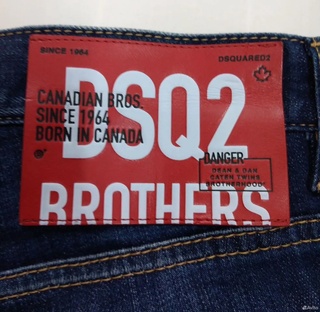 SINCE 1964
DSQUARED2
DSQ2
CANADIAN BROS.
SINCE 1964
BORN IN CANADA
DANGER
DEAN & DAN
CATEN TWINS
BROTHERHOOD
BROTHERS